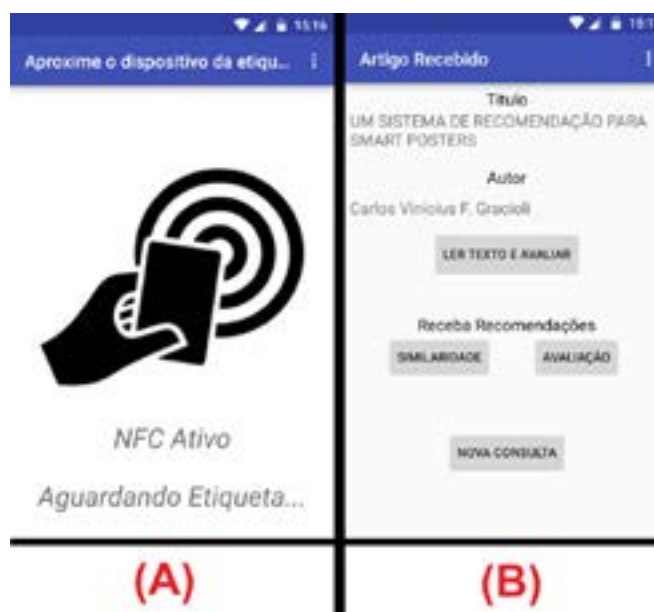 15:16
Aproxime o dispositivo da etiqu...
NFC Ativo
Aguardando Etiqueta...
(A)
Artigo Recebido
Título
UM SISTEMA DE RECOMENDAÇÃO PARA
SMART POSTERS
Autor
Carlos Vinicius F. Gracioli
LER TEXTO E AVALIAR
Receba Recomendações
SIMILARIDADE
AVALIAÇÃO
NOVA CONSULTA
(B)